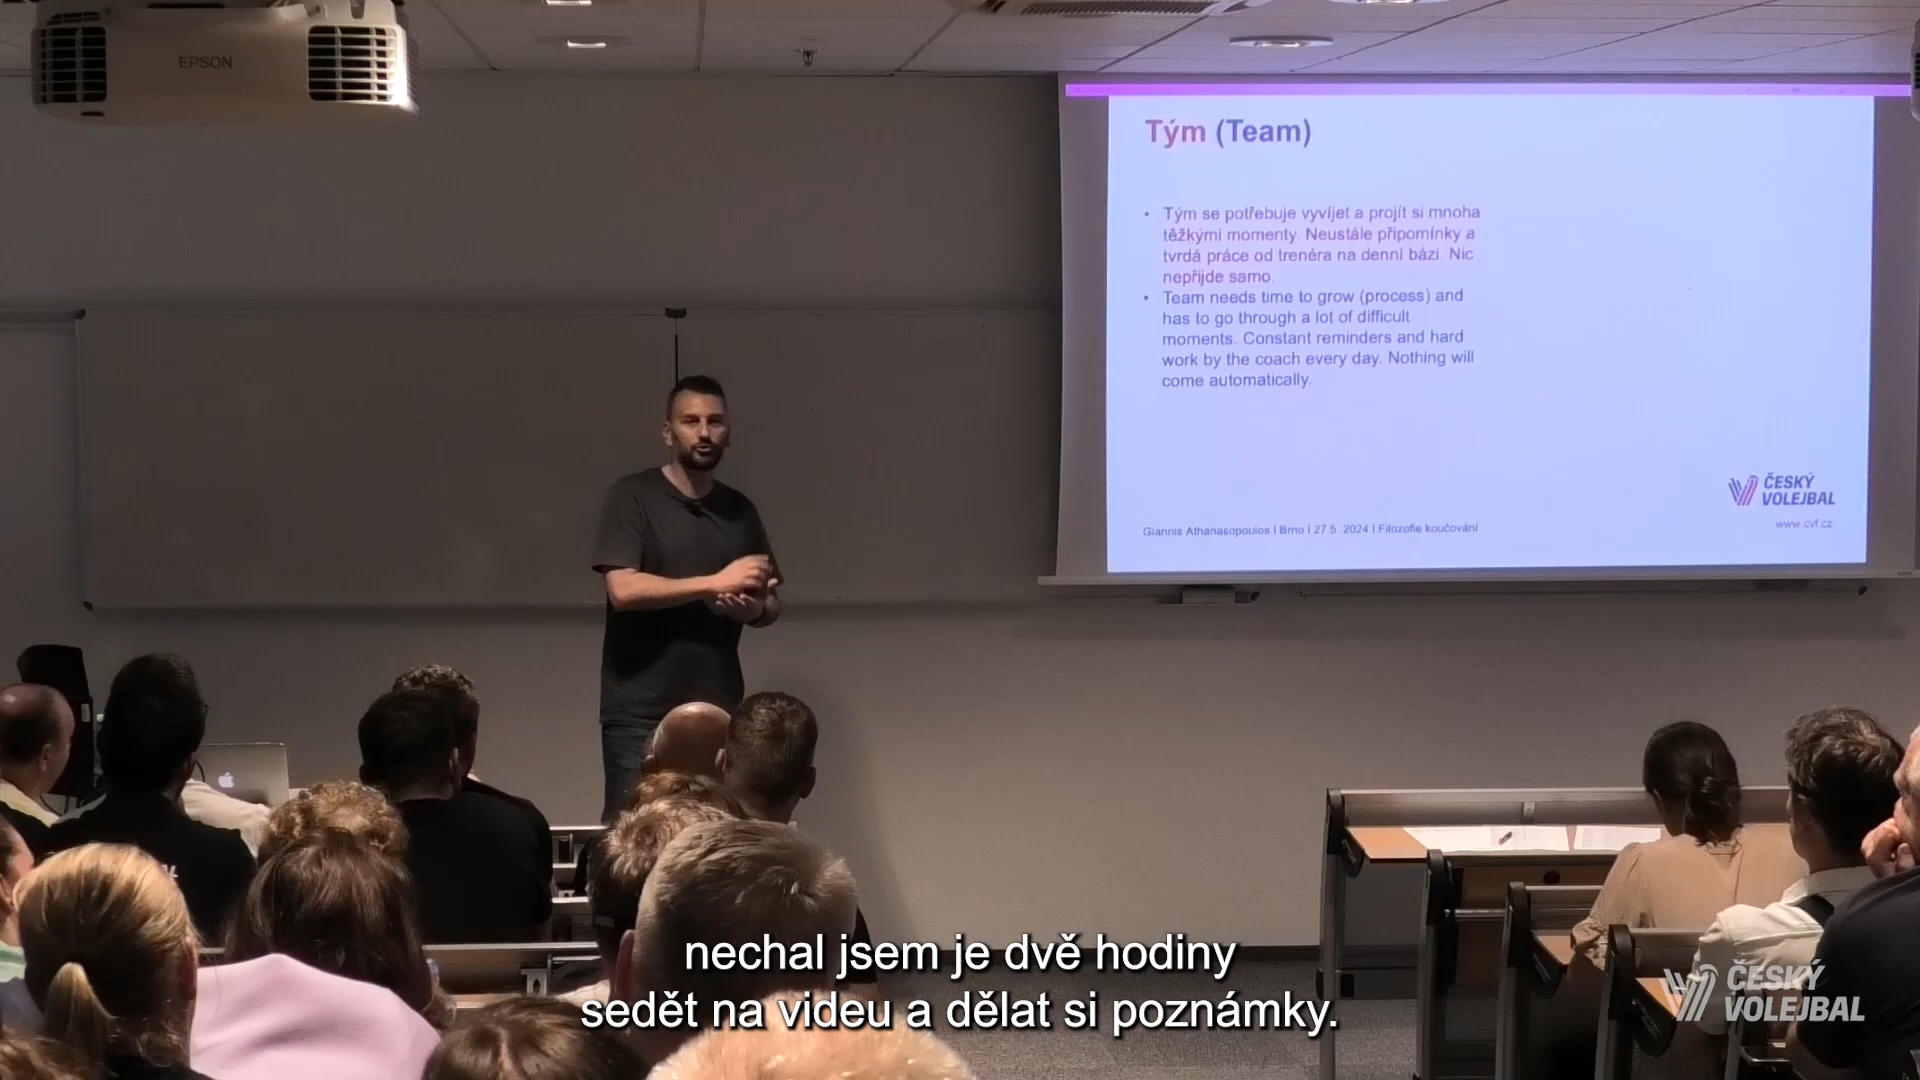 EPSON
Tým (Team)
• Tým se potřebuje vyvíjet a projít si mnoha
těžkými momenty. Neustále připomínky a
tvrdá práce od trenéra na denní bázi. Nic
nepřijde samo.
• Team needs time to grow (process) and
has to go through a lot of difficult
moments. Constant reminders and hard
work by the coach every day. Nothing will
come automatically.
ČESKÝ
VOLEJBAL
www.cvf.cz
Giannis Athanasopoulos I Brno I 27.5. 2024 I Filozofie koučování
nechal jsem je dvě hodiny
sedět na videu a dělat si poznámky.
ČESKÝ
VOLEJBAL